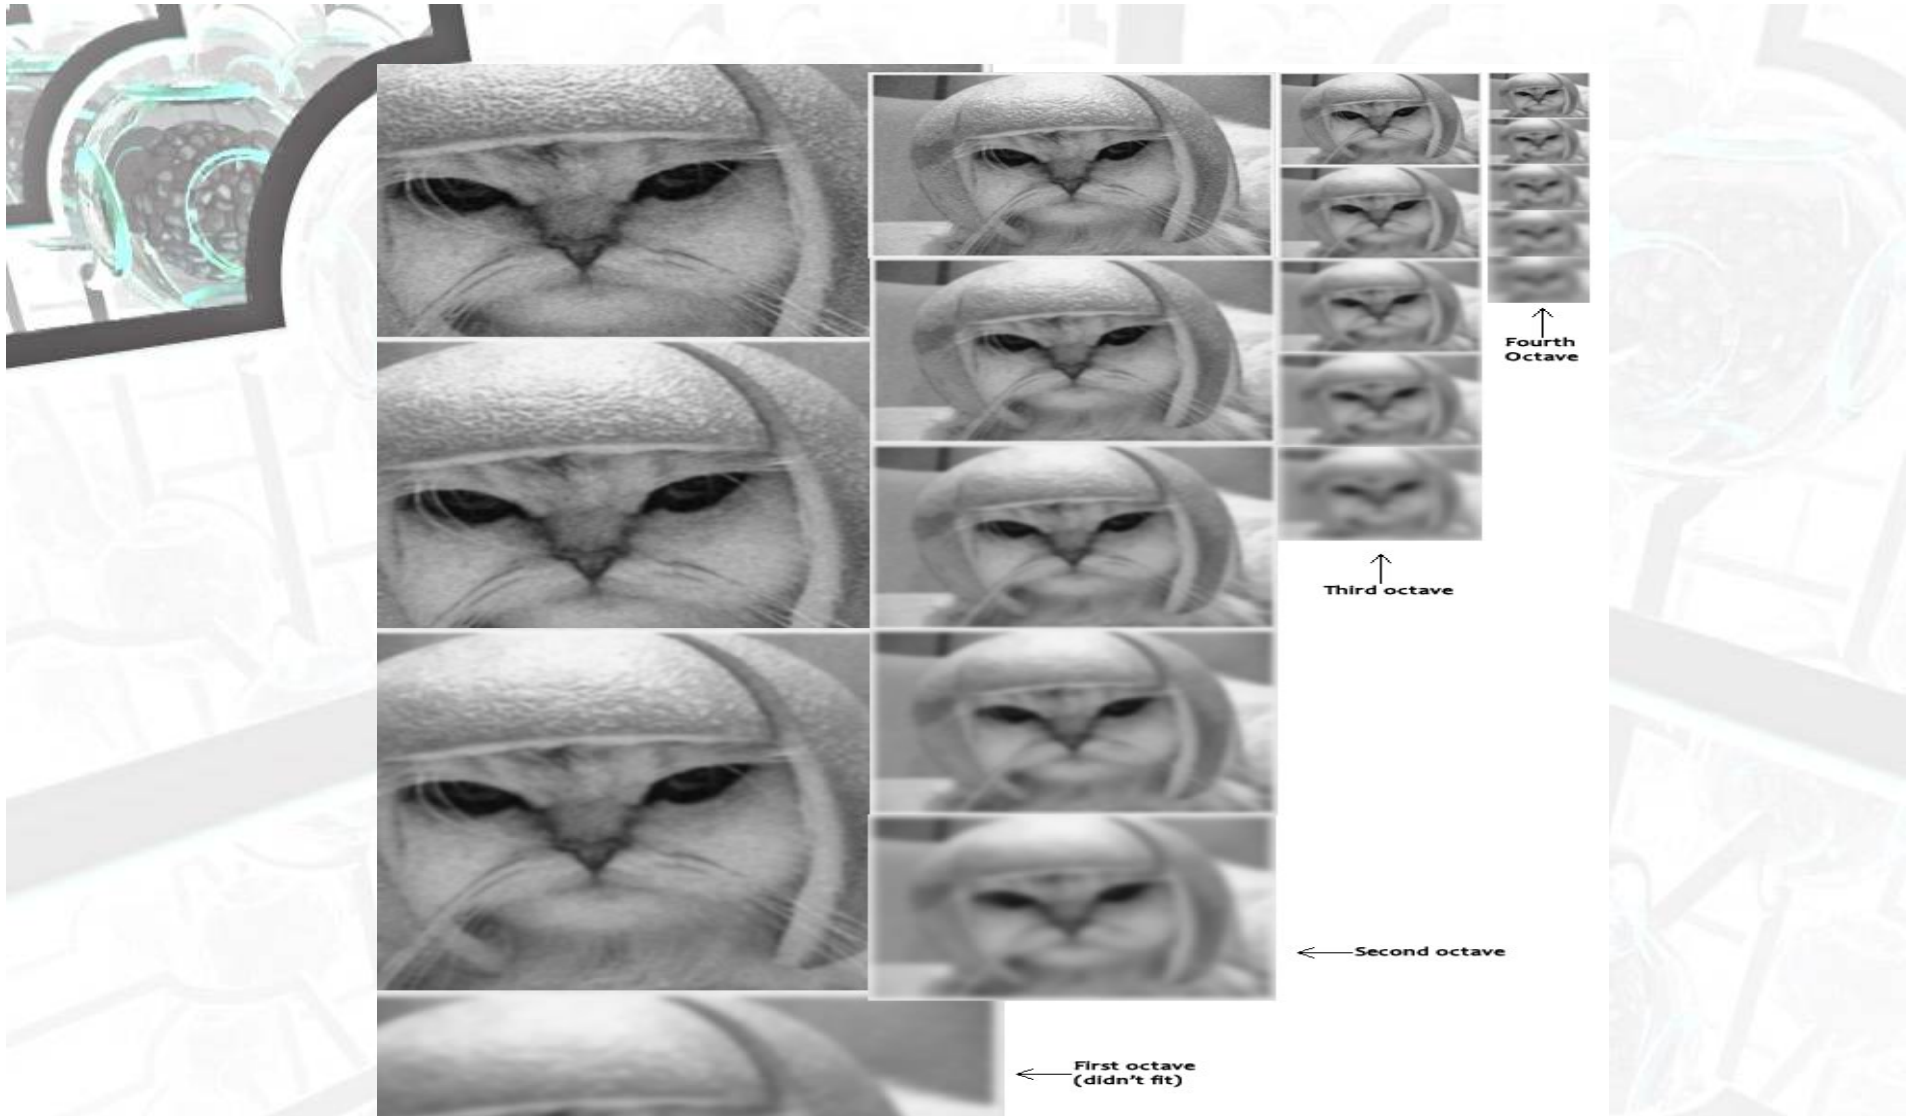 Fourth
Octave
Third octave
Second octave
First octave
(didn't fit)